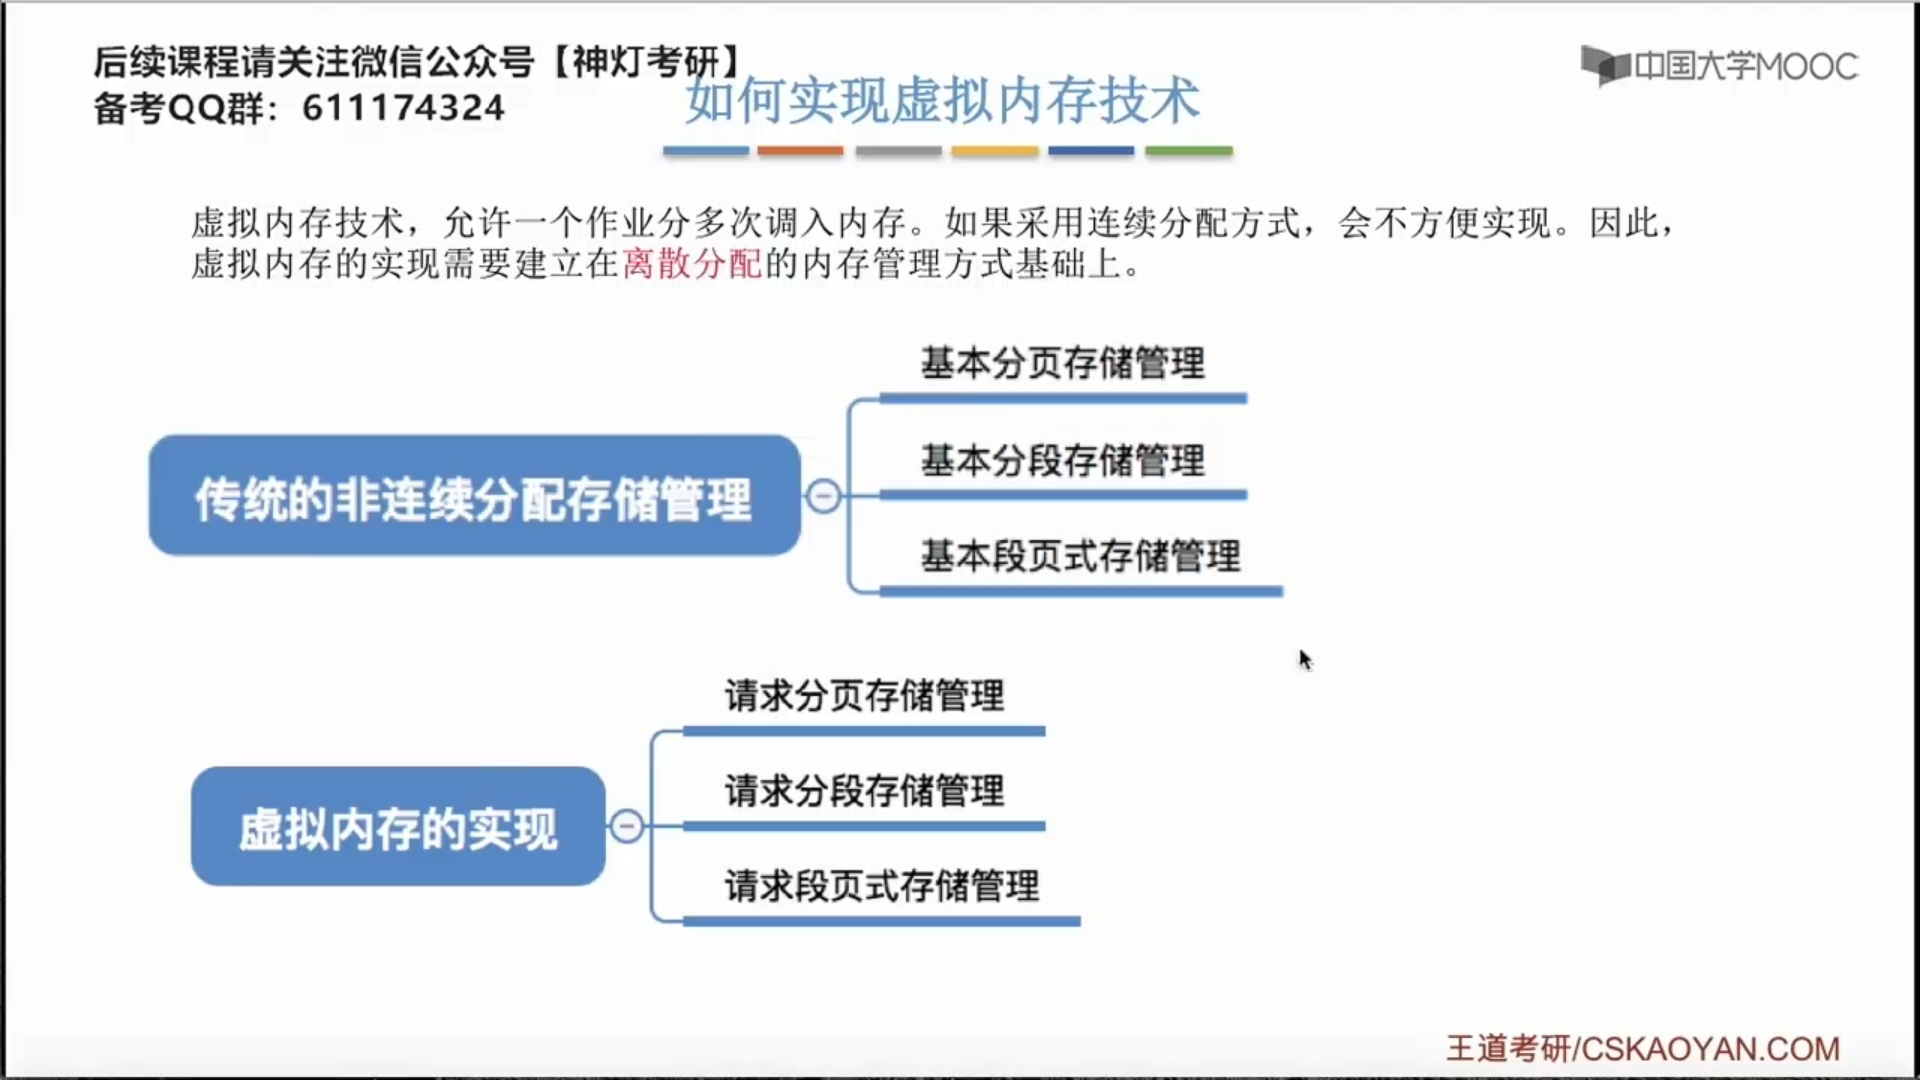 后续课程请关注微信公众号【神灯考研】
备考QQ群：611174324
中国大学MOOC
如何实现虚拟内存技术
虚拟内存技术，允许一个作业分多次调入内存。如果采用连续分配方式，会不方便实现。因此，
虚拟内存的实现需要建立在离散分配的内存管理方式基础上。
传统的非连续分配存储管理
基本分页存储管理
基本分段存储管理
基本段页式存储管理
虚拟内存的实现
请求分页存储管理
请求分段存储管理
请求段页式存储管理
王道考研/CSKAOYAN.COM